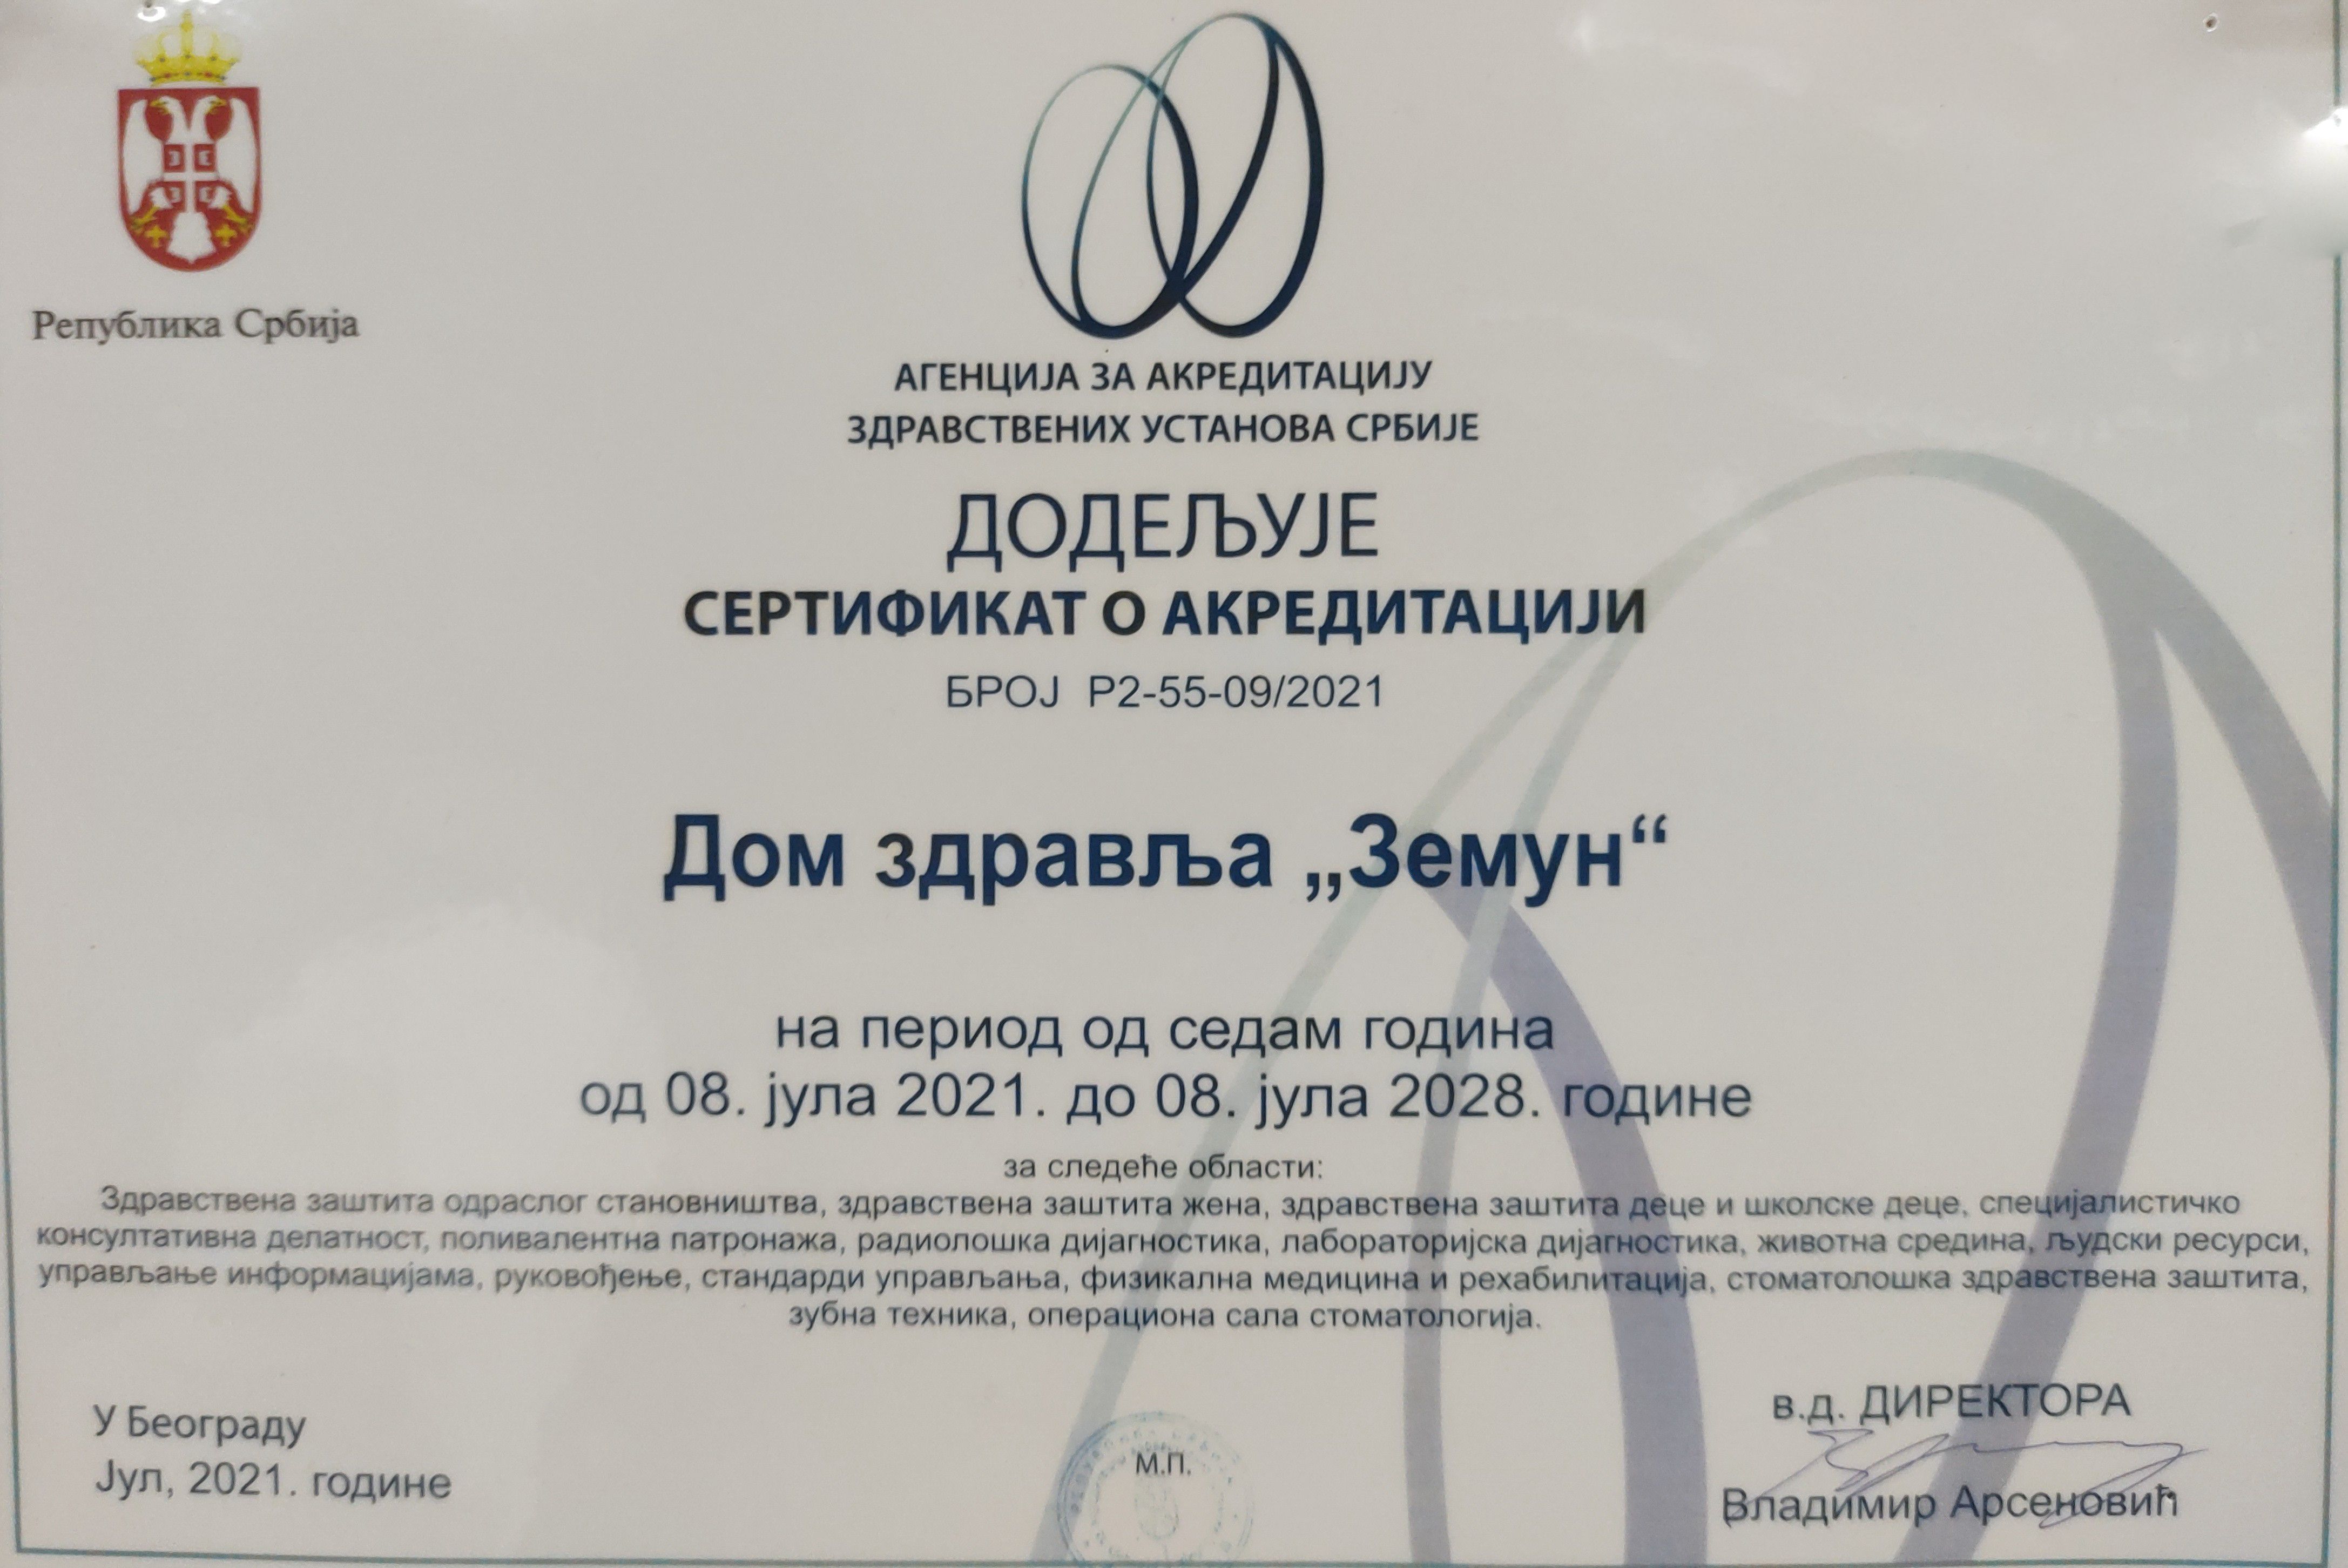 Република Србија
АГЕНЦИЈА ЗА АКРЕДИТАЦИЈУ
ЗДРАВСТВЕНИХ УСТАНОВА СРБИЈЕ
ДОДЕЉУЈЕ
СЕРТИФИКАТ О АКРЕДИТАЦИЈИ
БРОЈ Р2-55-09/2021
Дом здравља „Земун“
на период од седам година
од 08. јула 2021. до 08. јула 2028. године
за следеће области:
Здравствена заштита одраслог становништва, здравствена заштита жена, здравствена заштита деце и школске деце, специјалистичко
консултативна делатност, поливалентна патронажа, радиолошка дијагностика, лабораторијска дијагностика, животна средина, људски ресурси,
управљање информацијама, руковођење, стандарди управљања, физикална медицина и рехабилитација, стоматолошка здравствена заштита,
зубна техника, операциона сала стоматологија.
У Београду
Јул, 2021. године
М.П.
в.д. ДИРЕКТОРА
Владимир Арсеновић